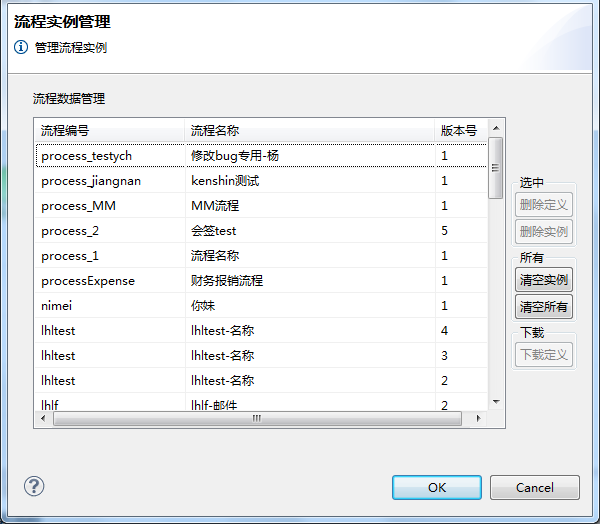 流程实例管理
管理流程实例
流程数据管理
流程编号 流程名称 版本号
process_testych 修改bug专用-杨 1
process_jiangnan kenshin测试 1
process_MM MM流程 1
process_2 会签test 5
process_1 流程名称 1
processExpense 财务报销流程 1
nimei 你妹 1
lhltest lhltest-名称 4
lhltest lhltest-名称 3
lhltest lhltest-名称 2
lhlf lhlf-邮件 2
选中
删除定义
删除实例
所有
清空实例
清空所有
下载
下载定义
OK Cancel